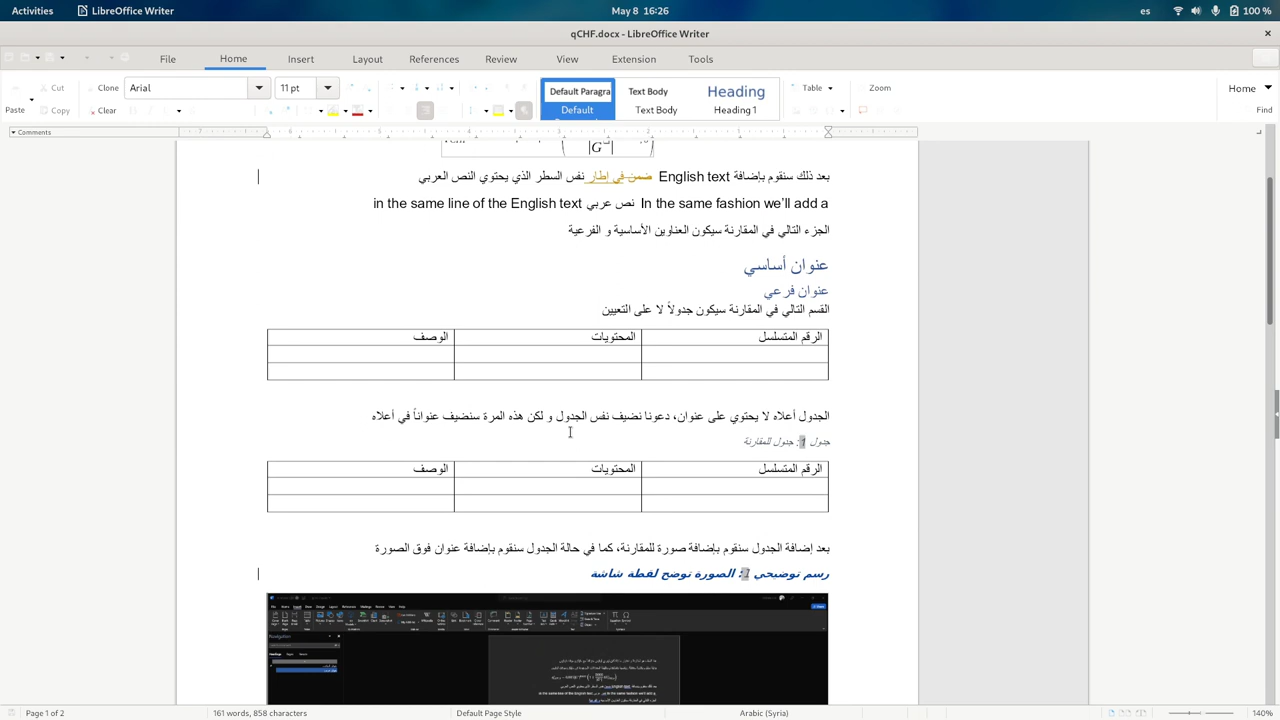 Activities LibreOffice Writer May 8 16:26 es 100 %
qCHF.docx — LibreOffice Writer
File Home Insert Layout References Review View Extension Tools
Cut Clone Arial 11 pt Default Paragra Text Body Heading Table Zoom Home
Paste Copy Clear Default Text Body Heading 1 Find
Comments
بعد ذلك سنقوم بإضافة English text ضمن في إطار نفس السطر الذي يحتوي النص العربي
In the same fashion we'll add a نص عربي in the same line of the English text
الجزء التالي في المقارنة سيكون العناوين الأساسية و الفرعية
عنوان أساسي
عنوان فرعي
القسم التالي في المقارنة سيكون جدولاً لا على التعيين
الرقم المتسلسل المحتويات الوصف
الجدول أعلاه لا يحتوي على عنوان، دعونا نضيف نفس الجدول و لكن هذه المرة سنضيف عنواناً في أعلاه
جدول 1: جدول للمقارنة
الرقم المتسلسل المحتويات الوصف
بعد إضافة الجدول سنقوم بإضافة صورة للمقارنة، كما في حالة الجدول سنقوم بإضافة عنوان فوق الصورة
رسم توضيحي : الصورة توضح لقطة شاشة
Page 1 of words, 858 characters Default Page Style Arabic (Syria) 140%